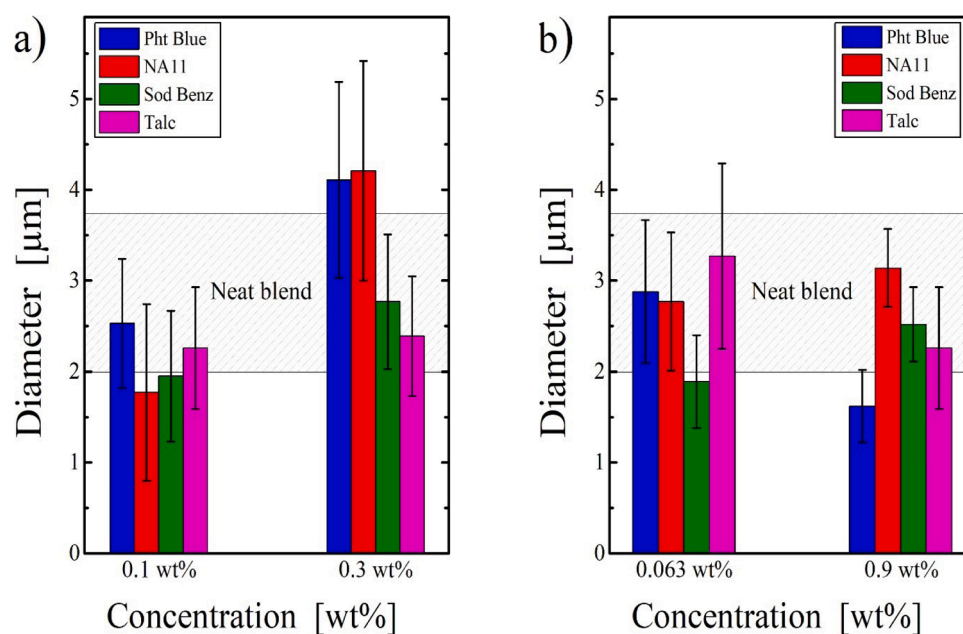 a)
Pht Blue
NA11
Sod Benz
Talc
5
4
3
2
1
0
Neat blend
Diameter [µm]
0.1 wt%
0.3 wt%
Concentration [wt%]
b)
Pht Blue
NA11
Sod Benz
Talc
5
4
3
2
1
0
Neat blend
Diameter [µm]
0.063 wt%
0.9 wt%
Concentration [wt%]